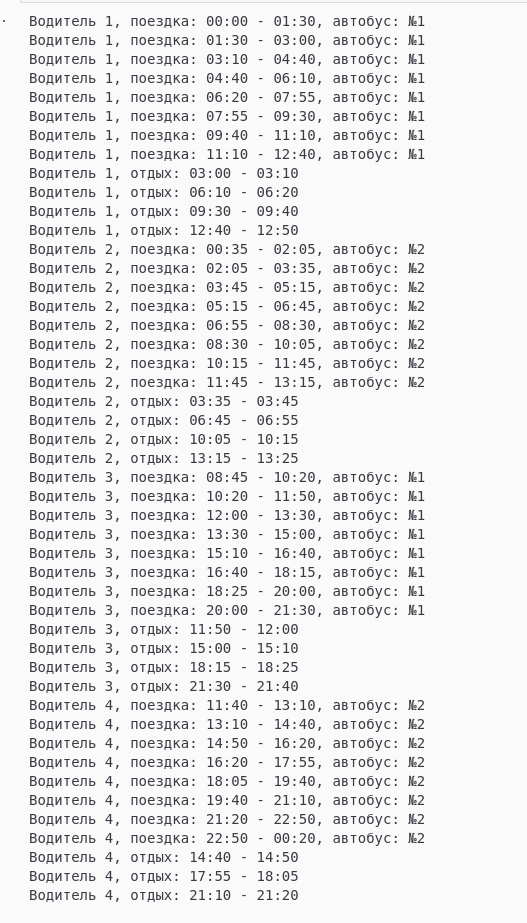 Водитель 1, поездка: 00:00 - 01:30, автобус: №1
Водитель 1, поездка: 01:30 - 03:00, автобус: №1
Водитель 1, поездка: 03:10 - 04:40, автобус: №1
Водитель 1, поездка: 04:40 - 06:10, автобус: №1
Водитель 1, поездка: 06:20 - 07:55, автобус: №1
Водитель 1, поездка: 07:55 - 09:30, автобус: №1
Водитель 1, поездка: 09:40 - 11:10, автобус: №1
Водитель 1, поездка: 11:10 - 12:40, автобус: №1
Водитель 1, отдых: 03:00 - 03:10
Водитель 1, отдых: 06:10 - 06:20
Водитель 1, отдых: 09:30 - 09:40
Водитель 1, отдых: 12:40 - 12:50
Водитель 2, поездка: 00:35 - 02:05, автобус: №2
Водитель 2, поездка: 02:05 - 03:35, автобус: №2
Водитель 2, поездка: 03:45 - 05:15, автобус: №2
Водитель 2, поездка: 05:15 - 06:45, автобус: №2
Водитель 2, поездка: 06:55 - 08:30, автобус: №2
Водитель 2, поездка: 08:30 - 10:05, автобус: №2
Водитель 2, поездка: 10:15 - 11:45, автобус: №2
Водитель 2, поездка: 11:45 - 13:15, автобус: №2
Водитель 2, отдых: 03:35 - 03:45
Водитель 2, отдых: 06:45 - 06:55
Водитель 2, отдых: 10:05 - 10:15
Водитель 2, отдых: 13:15 - 13:25
Водитель 3, поездка: 08:45 - 10:20, автобус: №1
Водитель 3, поездка: 10:20 - 11:50, автобус: №1
Водитель 3, поездка: 12:00 - 13:30, автобус: №1
Водитель 3, поездка: 13:30 - 15:00, автобус: №1
Водитель 3, поездка: 15:10 - 16:40, автобус: №1
Водитель 3, поездка: 16:40 - 18:15, автобус: №1
Водитель 3, поездка: 18:25 - 20:00, автобус: №1
Водитель 3, поездка: 20:00 - 21:30, автобус: №1
Водитель 3, отдых: 11:50 - 12:00
Водитель 3, отдых: 15:00 - 15:10
Водитель 3, отдых: 18:15 - 18:25
Водитель 3, отдых: 21:30 - 21:40
Водитель 4, поездка: 11:40 - 13:10, автобус: №2
Водитель 4, поездка: 13:10 - 14:40, автобус: №2
Водитель 4, поездка: 14:50 - 16:20, автобус: №2
Водитель 4, поездка: 16:20 - 17:55, автобус: №2
Водитель 4, поездка: 18:05 - 19:40, автобус: №2
Водитель 4, поездка: 19:40 - 21:10, автобус: №2
Водитель 4, поездка: 21:20 - 22:50, автобус: №2
Водитель 4, поездка: 22:50 - 00:20, автобус: №2
Водитель 4, отдых: 14:40 - 14:50
Водитель 4, отдых: 17:55 - 18:05
Водитель 4, отдых: 21:10 - 21:20